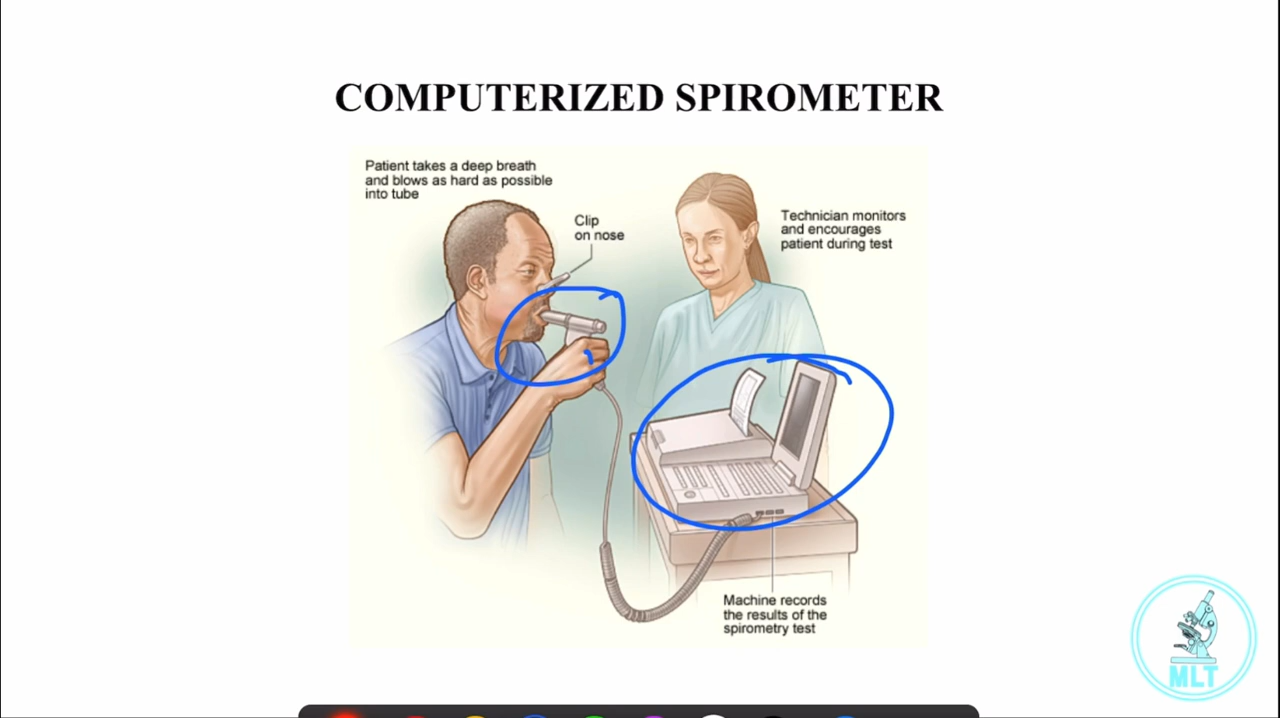 COMPUTERIZED SPIROMETER
Patient takes a deep breath
and blows as hard as possible
into tube
Clip
on nose
Technician monitors
and encourages
patient during test
Machine records
the results of the
spirometry test
MLT